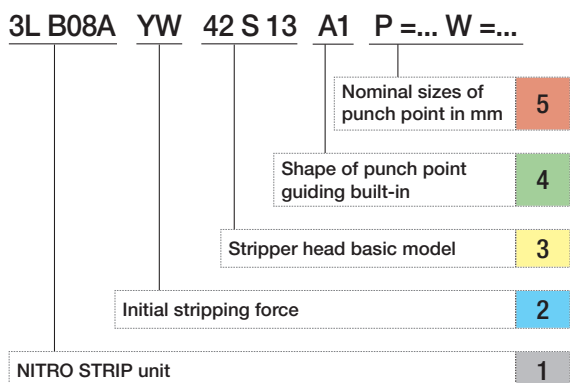 3L B08A YW 42 S 13 A1 P =... W =...
Nominal sizes of
punch point in mm
5
Shape of punch point
guiding built-in
4
Stripper head basic model
3
Initial stripping force
2
NITRO STRIP unit
1